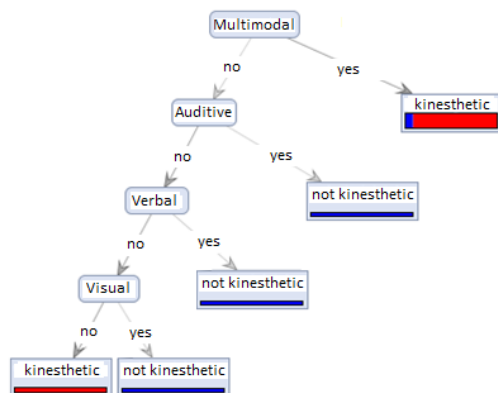 Multimodal
no
yes
Auditive
kinesthetic
no
yes
Verbal
not kinesthetic
no
yes
Visual
not kinesthetic
no
yes
kinesthetic
not kinesthetic